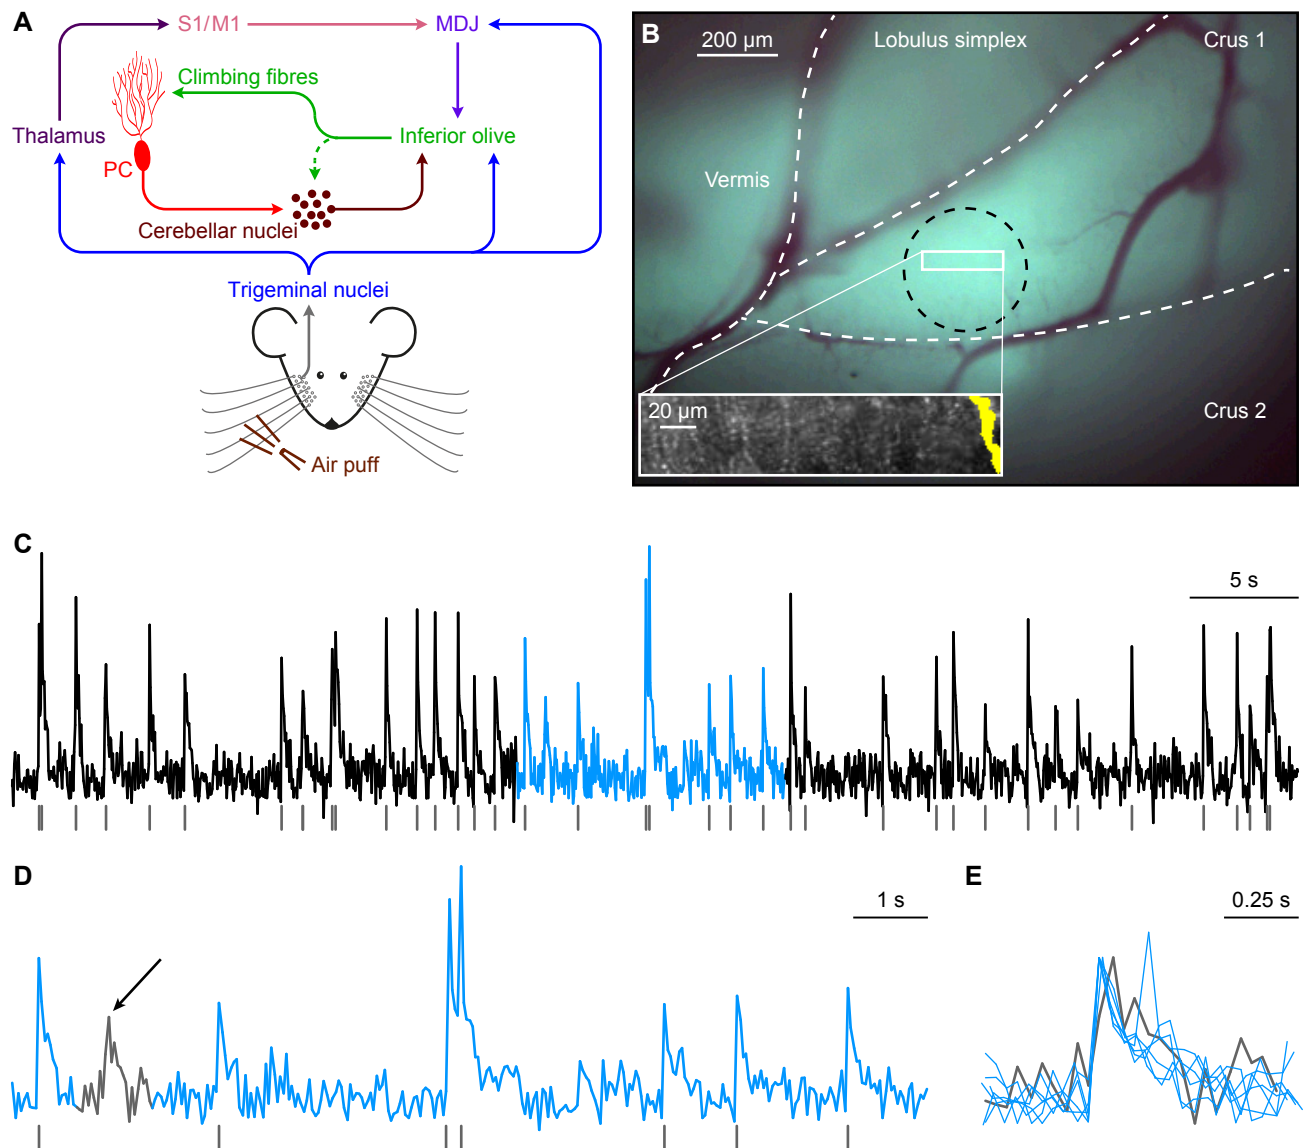 A
S1/M1
MDJ
Climbing fibres
Thalamus
Inferior olive
PC
Cerebellar nuclei
Trigeminal nuclei
Air puff
B
200 µm
Lobulus simplex
Crus 1
Vermis
20 µm
Crus 2
C
5 s
D
1 s
E
0.25 s